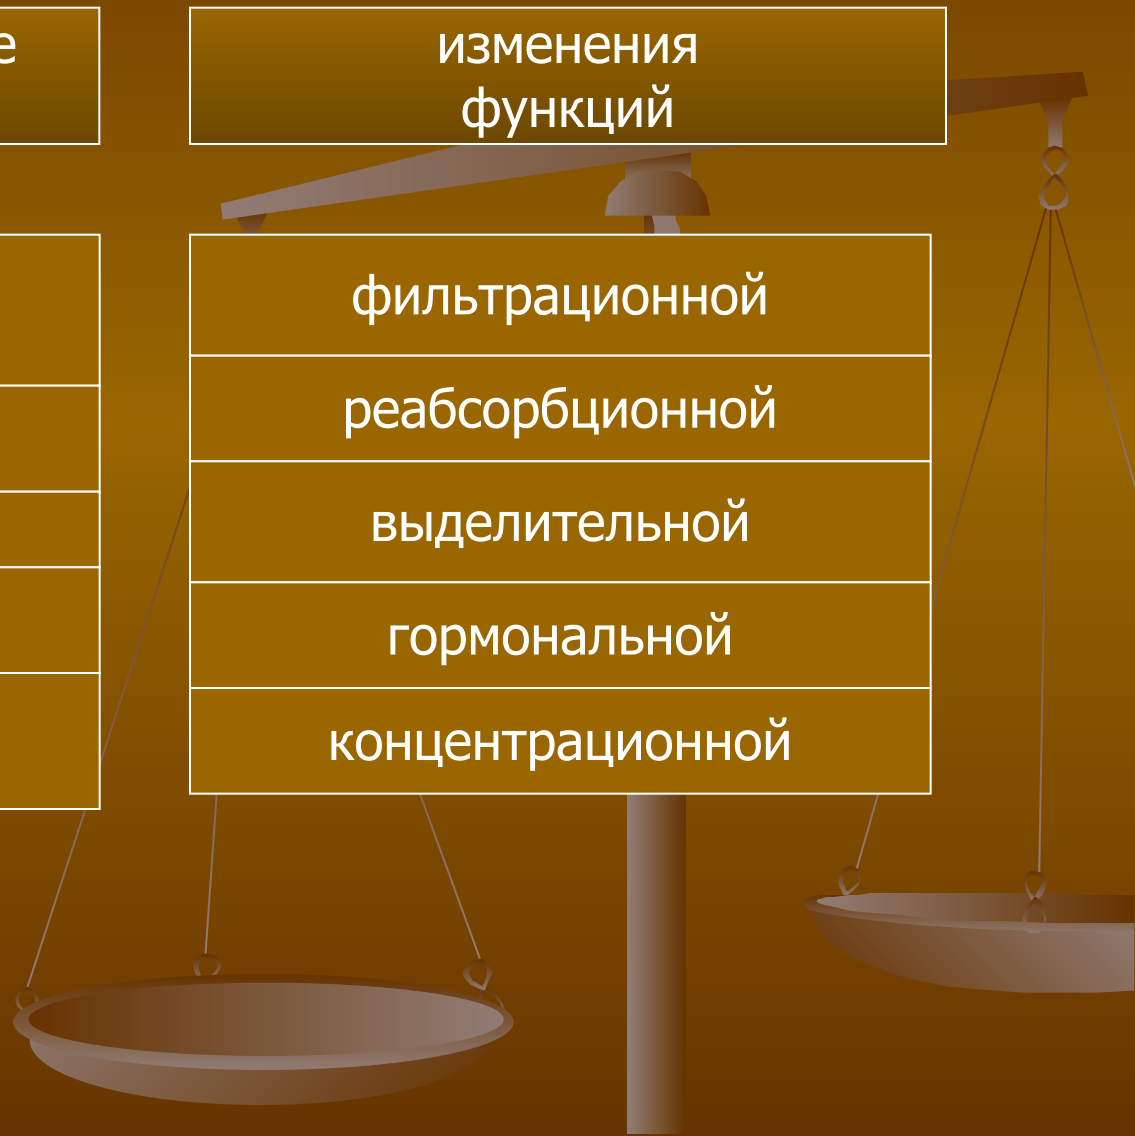 изменения
функций
фильтрационной
реабсорбционной
выделительной
гормональной
концентрационной